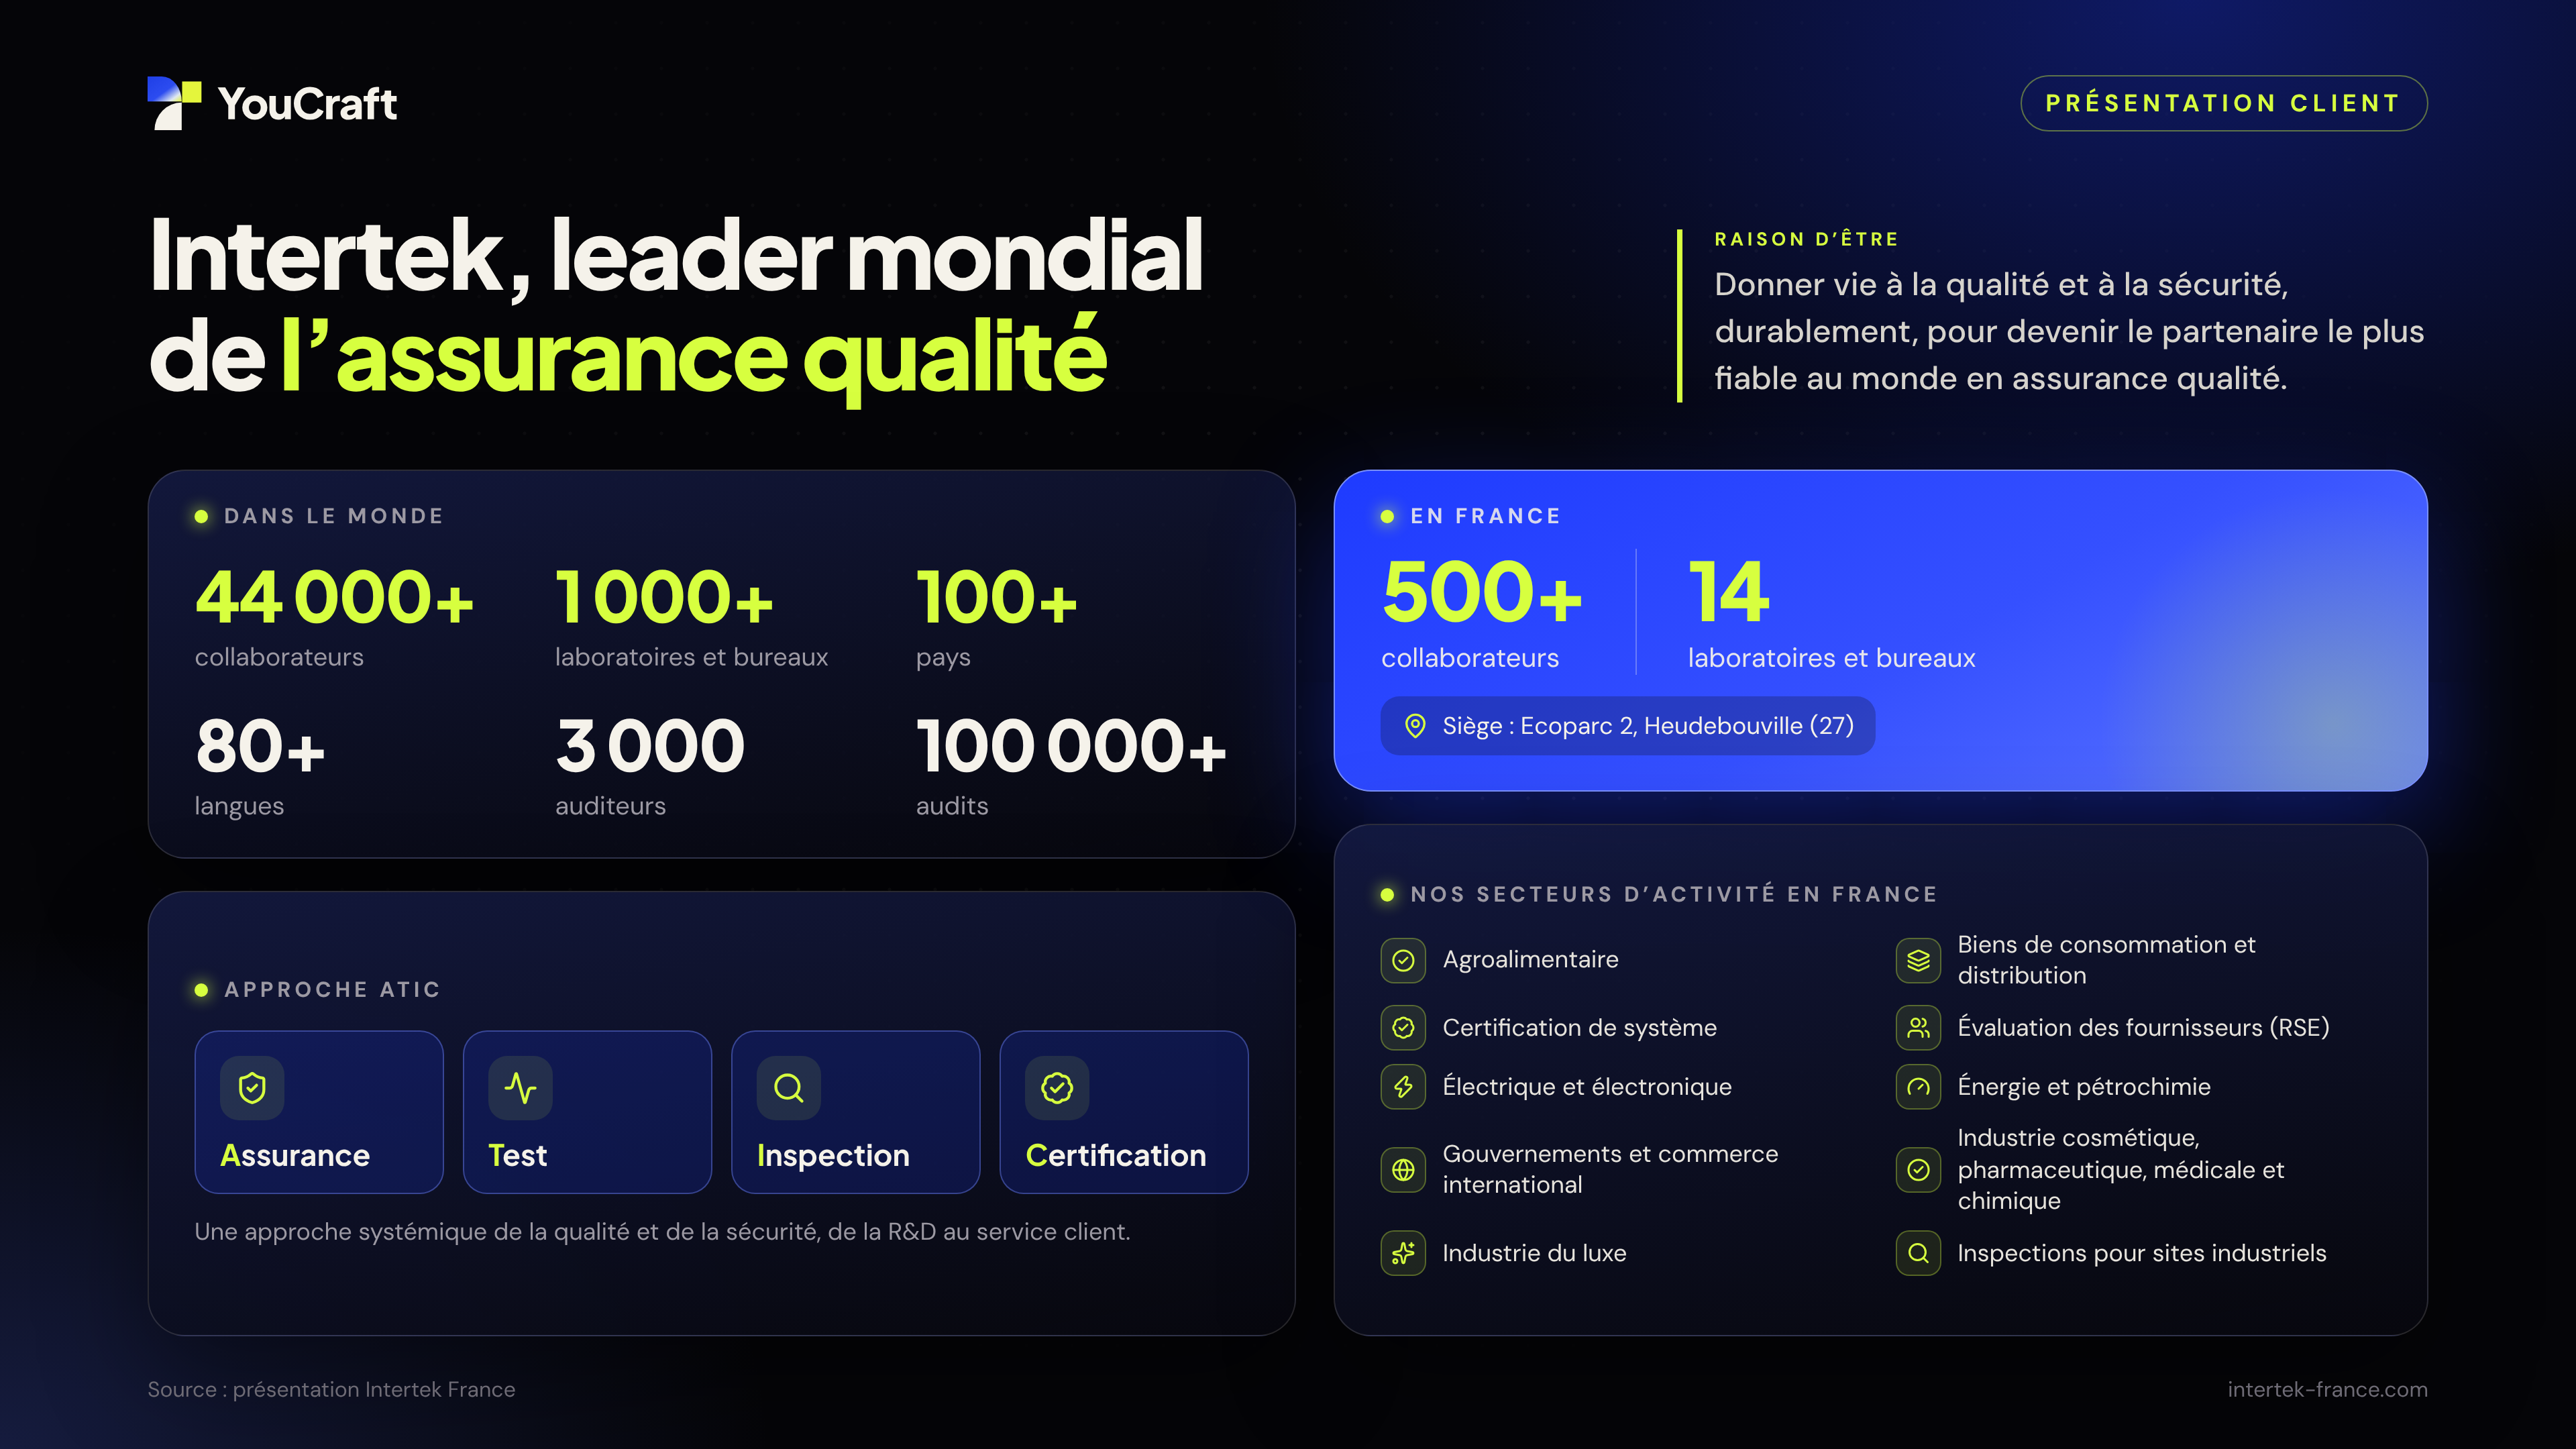 YouCraft
PRÉSENTATION CLIENT
Intertek, leader mondial
de l’assurance qualité
RAISON D’ÊTRE
Donner vie à la qualité et à la sécurité,
durablement, pour devenir le partenaire le plus
fiable au monde en assurance qualité.
DANS LE MONDE
44 000+
collaborateurs
1 000+
laboratoires et bureaux
100+
pays
80+
langues
3 000
auditeurs
100 000+
audits
EN FRANCE
500+
collaborateurs
14
laboratoires et bureaux
Siège : Ecoparc 2, Heudebouville (27)
APPROCHE ATIC
Assurance
Test
Inspection
Certification
Une approche systémique de la qualité et de la sécurité, de la R&D au service client.
NOS SECTEURS D’ACTIVITÉ EN FRANCE
Agroalimentaire
Biens de consommation et
distribution
Certification de système
Évaluation des fournisseurs (RSE)
Électrique et électronique
Énergie et pétrochimie
Gouvernements et commerce
international
Industrie cosmétique,
pharmaceutique, médicale et
chimique
Industrie du luxe
Inspections pour sites industriels
Source : présentation Intertek France
intertek-france.com